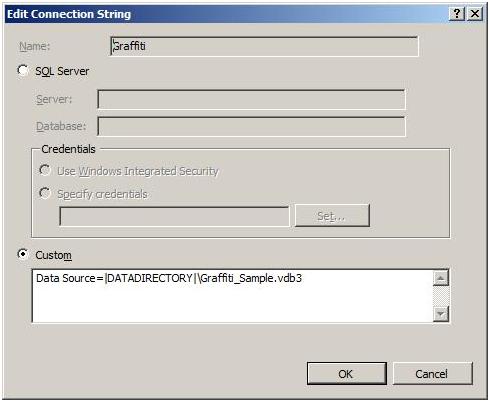 Edit Connection String
Name:
Graffiti
SQL Server
Server:
Database:
Credentials
Use Windows Integrated Security
Specify credentials
Set...
Custom
Data Source=|DATADIRECTORY|\Graffiti_Sample.vdb3
OK
Cancel